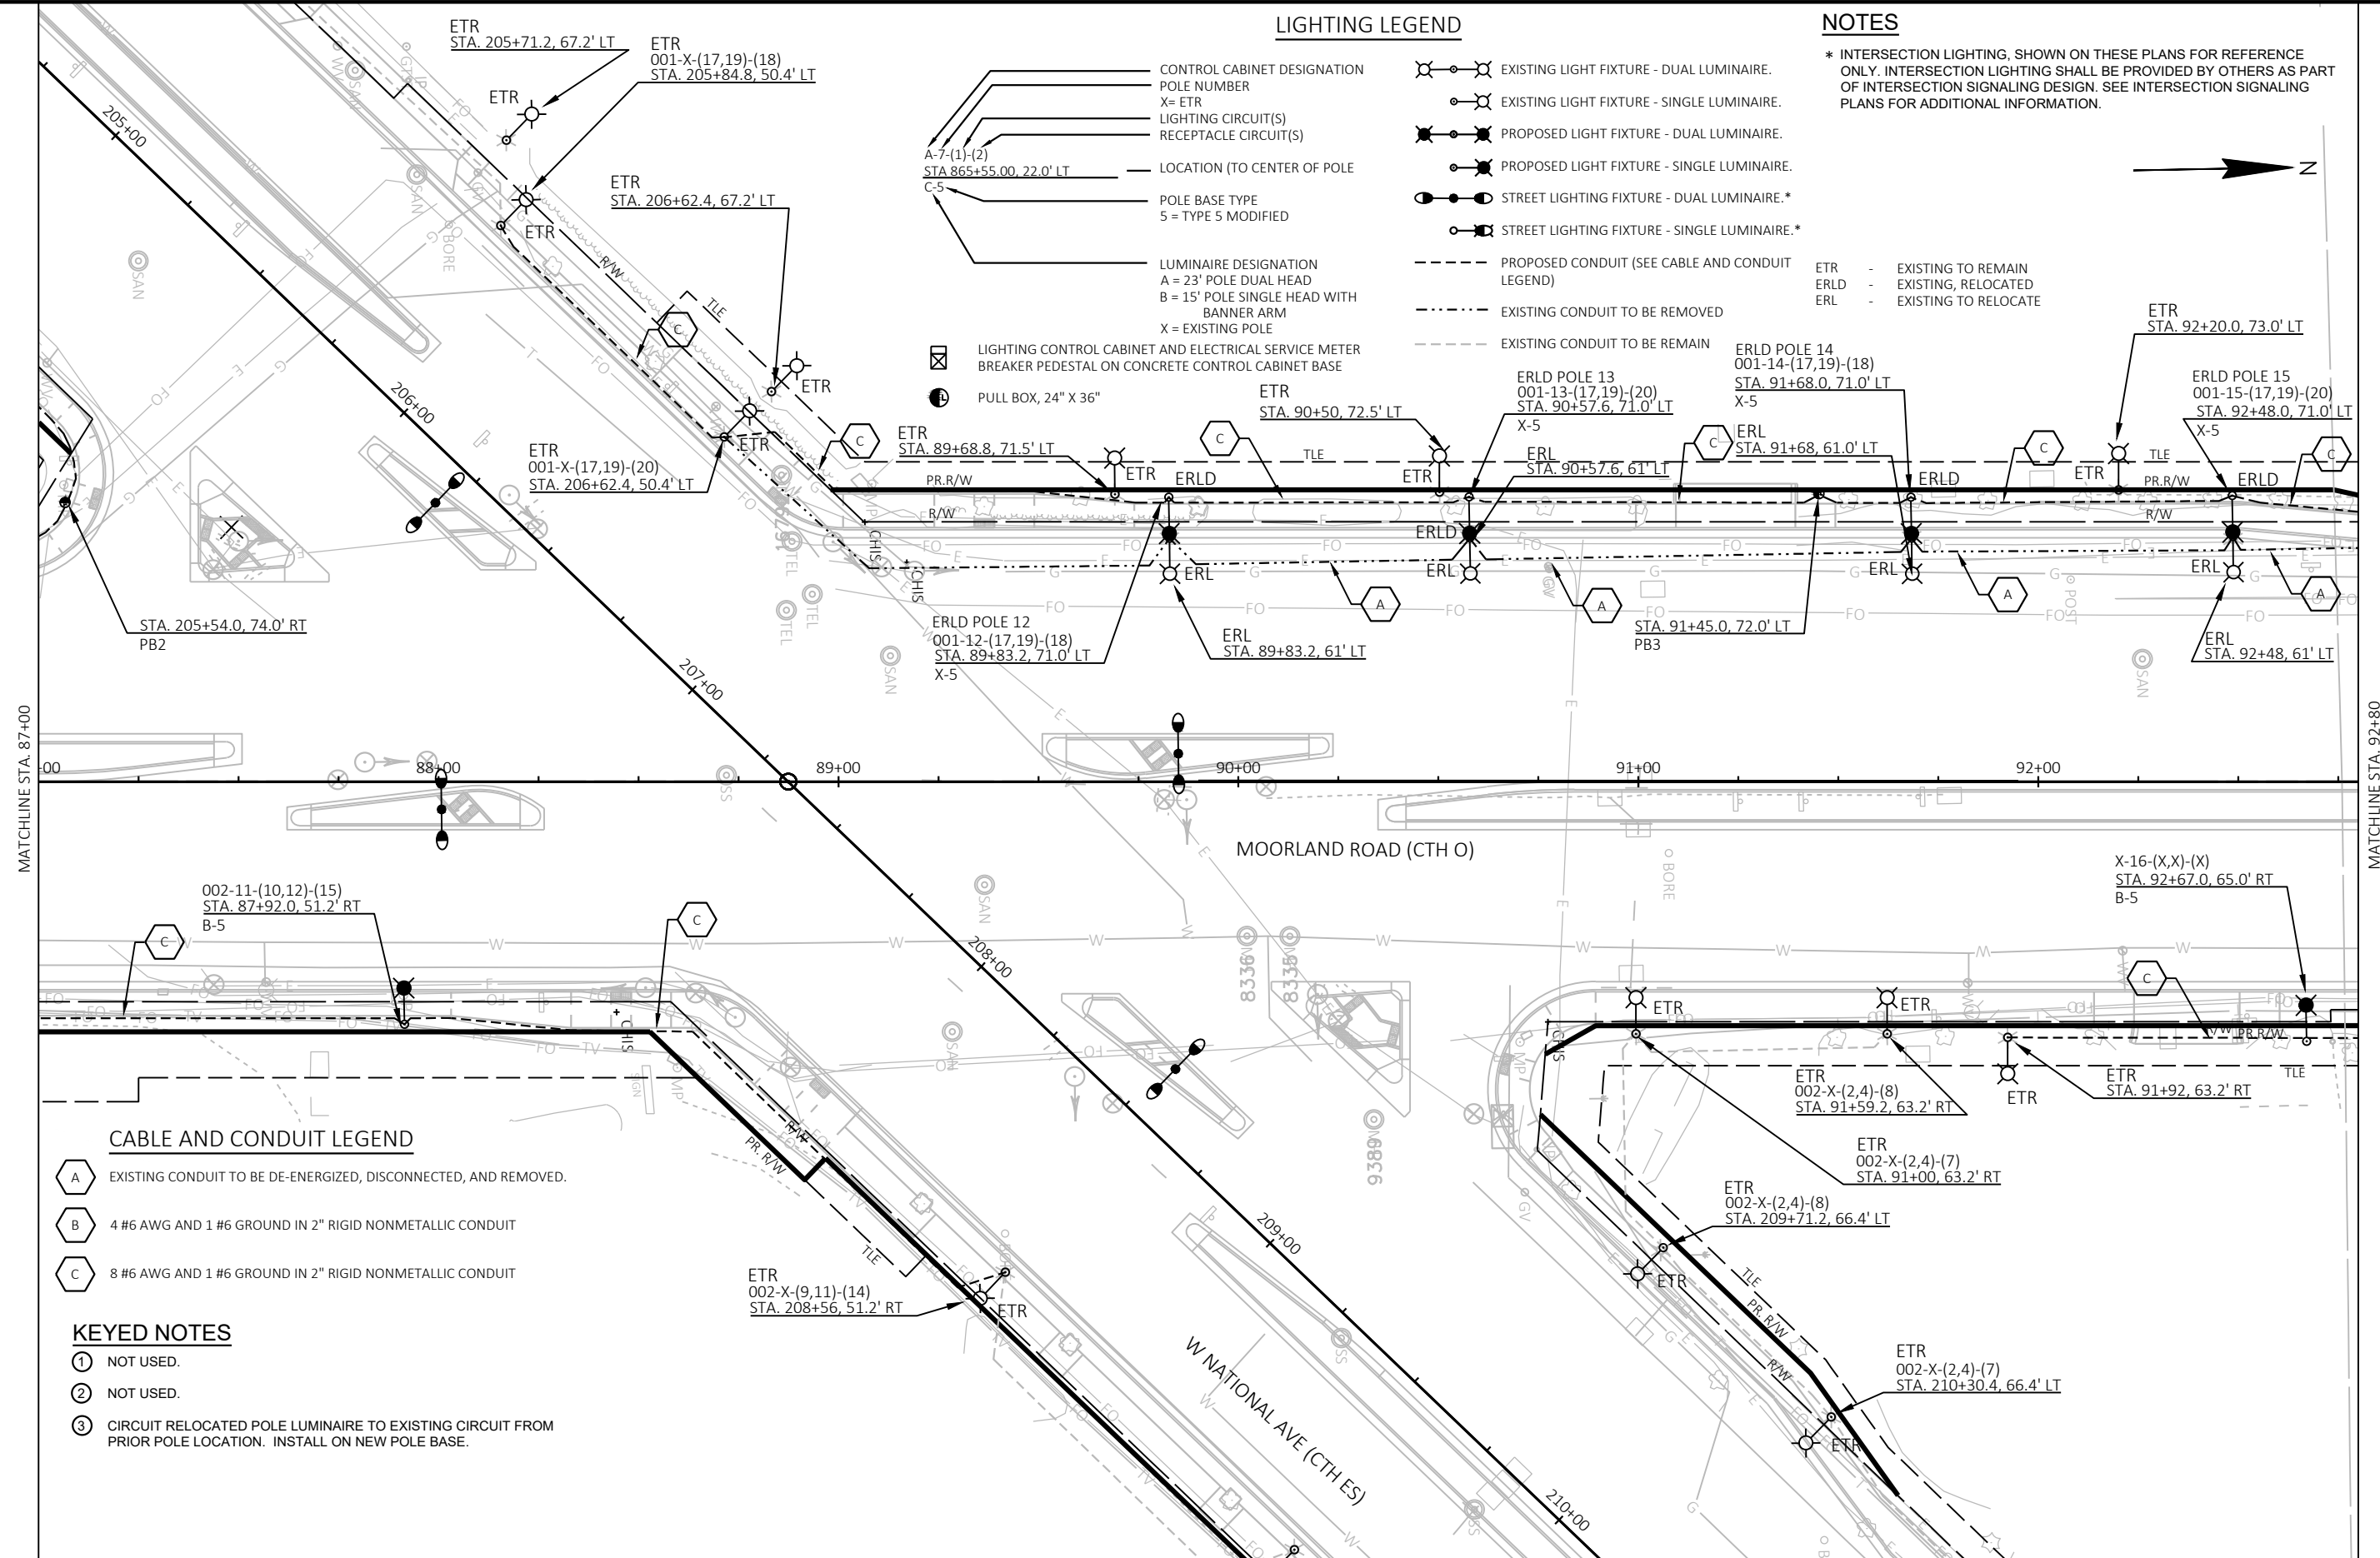 LIGHTING LEGEND
CONTROL CABINET DESIGNATION
POLE NUMBER
X= ETR
LIGHTING CIRCUIT(S)
RECEPTACLE CIRCUIT(S)
A-7-(1)-(2)
STA 865+55.00, 22.0' LT
C-5
LOCATION (TO CENTER OF POLE
POLE BASE TYPE
5 = TYPE 5 MODIFIED
LUMINAIRE DESIGNATION
A = 23' POLE DUAL HEAD
B = 15' POLE SINGLE HEAD WITH
BANNER ARM
X = EXISTING POLE
LIGHTING CONTROL CABINET AND ELECTRICAL SERVICE METER
BREAKER PEDESTAL ON CONCRETE CONTROL CABINET BASE
PULL BOX, 24" X 36"
EXISTING LIGHT FIXTURE - DUAL LUMINAIRE.
EXISTING LIGHT FIXTURE - SINGLE LUMINAIRE.
PROPOSED LIGHT FIXTURE - DUAL LUMINAIRE.
PROPOSED LIGHT FIXTURE - SINGLE LUMINAIRE.
STREET LIGHTING FIXTURE - DUAL LUMINAIRE.*
STREET LIGHTING FIXTURE - SINGLE LUMINAIRE.*
PROPOSED CONDUIT (SEE CABLE AND CONDUIT
LEGEND)
EXISTING CONDUIT TO BE REMOVED
EXISTING CONDUIT TO BE REMAIN
NOTES
* INTERSECTION LIGHTING, SHOWN ON THESE PLANS FOR REFERENCE
ONLY. INTERSECTION LIGHTING SHALL BE PROVIDED BY OTHERS AS PART
OF INTERSECTION SIGNALING DESIGN. SEE INTERSECTION SIGNALING
PLANS FOR ADDITIONAL INFORMATION.
N
ETR - EXISTING TO REMAIN
ERLD - EXISTING, RELOCATED
ERL - EXISTING TO RELOCATE
ETR
STA. 205+71.2, 67.2' LT
ETR
001-X-(17,19)-(18)
STA. 205+84.8, 50.4' LT
ETR
ETR
ETR
STA. 206+62.4, 67.2' LT
205+00
206+00
207+00
208+00
209+00
210+00
R/W
TLE
C
ETR
ETR
ETR
001-X-(17,19)-(20)
STA. 206+62.4, 50.4' LT
C
ETR
STA. 89+68.8, 71.5' LT
ETR
C
ETR
STA. 90+50, 72.5' LT
ETR
ERLD POLE 13
001-13-(17,19)-(20)
STA. 90+57.6, 71.0' LT
X-5
ERL
STA. 90+57.6, 61' LT
ERLD POLE 14
001-14-(17,19)-(18)
STA. 91+68.0, 71.0' LT
X-5
C
ERL
STA. 91+68, 61.0' LT
C
ETR
STA. 92+20.0, 73.0' LT
ETR
ERLD POLE 15
001-15-(17,19)-(20)
STA. 92+48.0, 71.0' LT
X-5
C
TLE
TLE
PR.R/W
PR.R/W
R/W
R/W
ERLD
ERLD
ERLD
ERLD
ERL
ERL
ERL
ERL
CHIS
CHIS
A
A
A
A
ERLD POLE 12
001-12-(17,19)-(18)
STA. 89+83.2, 71.0' LT
X-5
ERL
STA. 89+83.2, 61' LT
STA. 91+45.0, 72.0' LT
PB3
ERL
STA. 92+48, 61' LT
STA. 205+54.0, 74.0' RT
PB2
MATCHLINE STA. 87+00
MATCHLINE STA. 92+80
88+00
89+00
90+00
91+00
92+00
MOORLAND ROAD (CTH O)
W NATIONAL AVE (CTH ES)
002-11-(10,12)-(15)
STA. 87+92.0, 51.2' RT
B-5
C
C
X-16-(X,X)-(X)
STA. 92+67.0, 65.0' RT
B-5
C
8336
8335
9389
CHIS
CHIS
PR. R/W
R/W
TLE
ETR
ETR
ETR
R/W
PR.R/W
TLE
ETR
002-X-(2,4)-(8)
STA. 91+59.2, 63.2' RT
ETR
STA. 91+92, 63.2' RT
ETR
002-X-(2,4)-(7)
STA. 91+00, 63.2' RT
ETR
002-X-(2,4)-(8)
STA. 209+71.2, 66.4' LT
ETR
TLE
PR. R/W
R/W
ETR
002-X-(2,4)-(7)
STA. 210+30.4, 66.4' LT
ETR
ETR
002-X-(9,11)-(14)
STA. 208+56, 51.2' RT
ETR
CABLE AND CONDUIT LEGEND
A EXISTING CONDUIT TO BE DE-ENERGIZED, DISCONNECTED, AND REMOVED.
B 4 #6 AWG AND 1 #6 GROUND IN 2" RIGID NONMETALLIC CONDUIT
C 8 #6 AWG AND 1 #6 GROUND IN 2" RIGID NONMETALLIC CONDUIT
KEYED NOTES
1 NOT USED.
2 NOT USED.
3 CIRCUIT RELOCATED POLE LUMINAIRE TO EXISTING CIRCUIT FROM
PRIOR POLE LOCATION. INSTALL ON NEW POLE BASE.